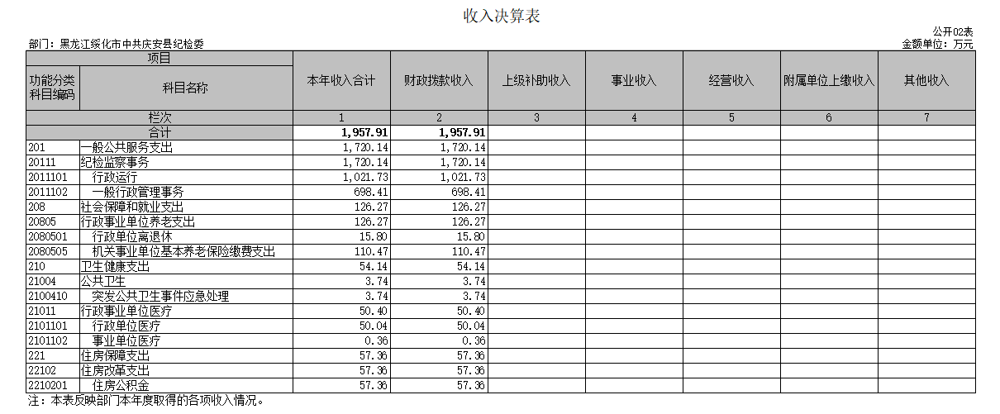 收入决算表
公开02表
部门：黑龙江绥化市中共庆安县纪检委 金额单位：万元
项目
功能分类科目编码 科目名称 本年收入合计 财政拨款收入 上级补助收入 事业收入 经营收入 附属单位上缴收入 其他收入
栏次 1 2 3 4 5 6 7
合计 1,957.91 1,957.91
201 一般公共服务支出 1,720.14 1,720.14
20111 纪检监察事务 1,720.14 1,720.14
2011101 行政运行 1,021.73 1,021.73
2011102 一般行政管理事务 698.41 698.41
208 社会保障和就业支出 126.27 126.27
20805 行政事业单位养老支出 126.27 126.27
2080501 行政单位离退休 15.80 15.80
2080505 机关事业单位基本养老保险缴费支出 110.47 110.47
210 卫生健康支出 54.14 54.14
21004 公共卫生 3.74 3.74
2100410 突发公共卫生事件应急处理 3.74 3.74
21011 行政事业单位医疗 50.40 50.40
2101101 行政单位医疗 50.04 50.04
2101102 事业单位医疗 0.36 0.36
221 住房保障支出 57.36 57.36
22102 住房改革支出 57.36 57.36
2210201 住房公积金 57.36 57.36
注：本表反映部门本年度取得的各项收入情况。